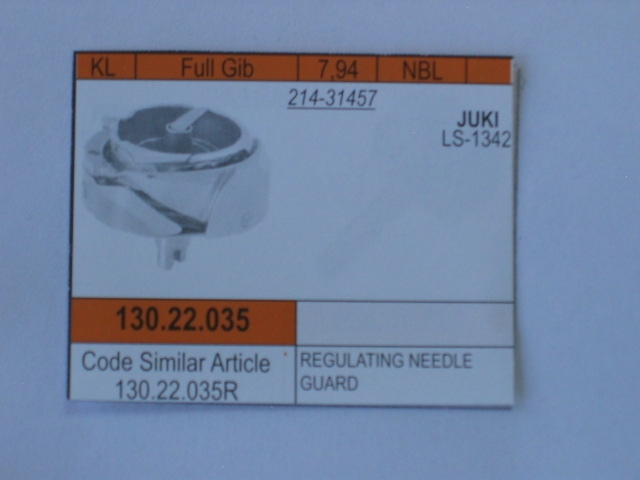 KL Full Gib 7,94 NBL
214-31457
JUKI
LS-1342
130.22.035
Code Similar Article
130.22.035R
REGULATING NEEDLE
GUARD